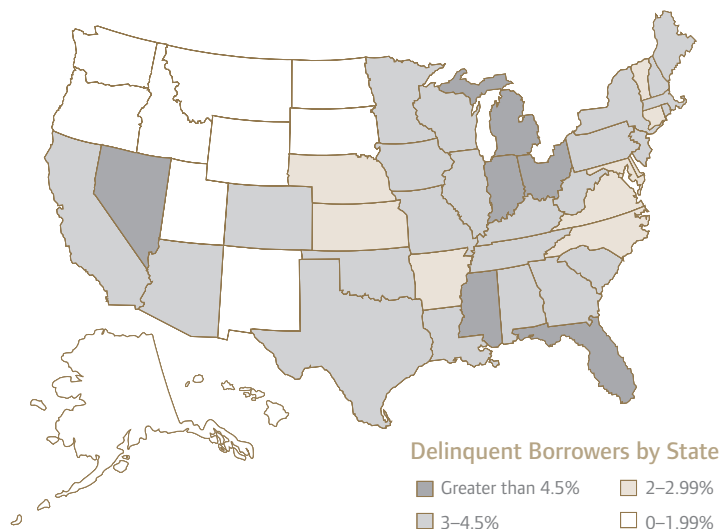 Delinquent Borrowers by State
Greater than 4.5%
2–2.99%
3–4.5%
0–1.99%